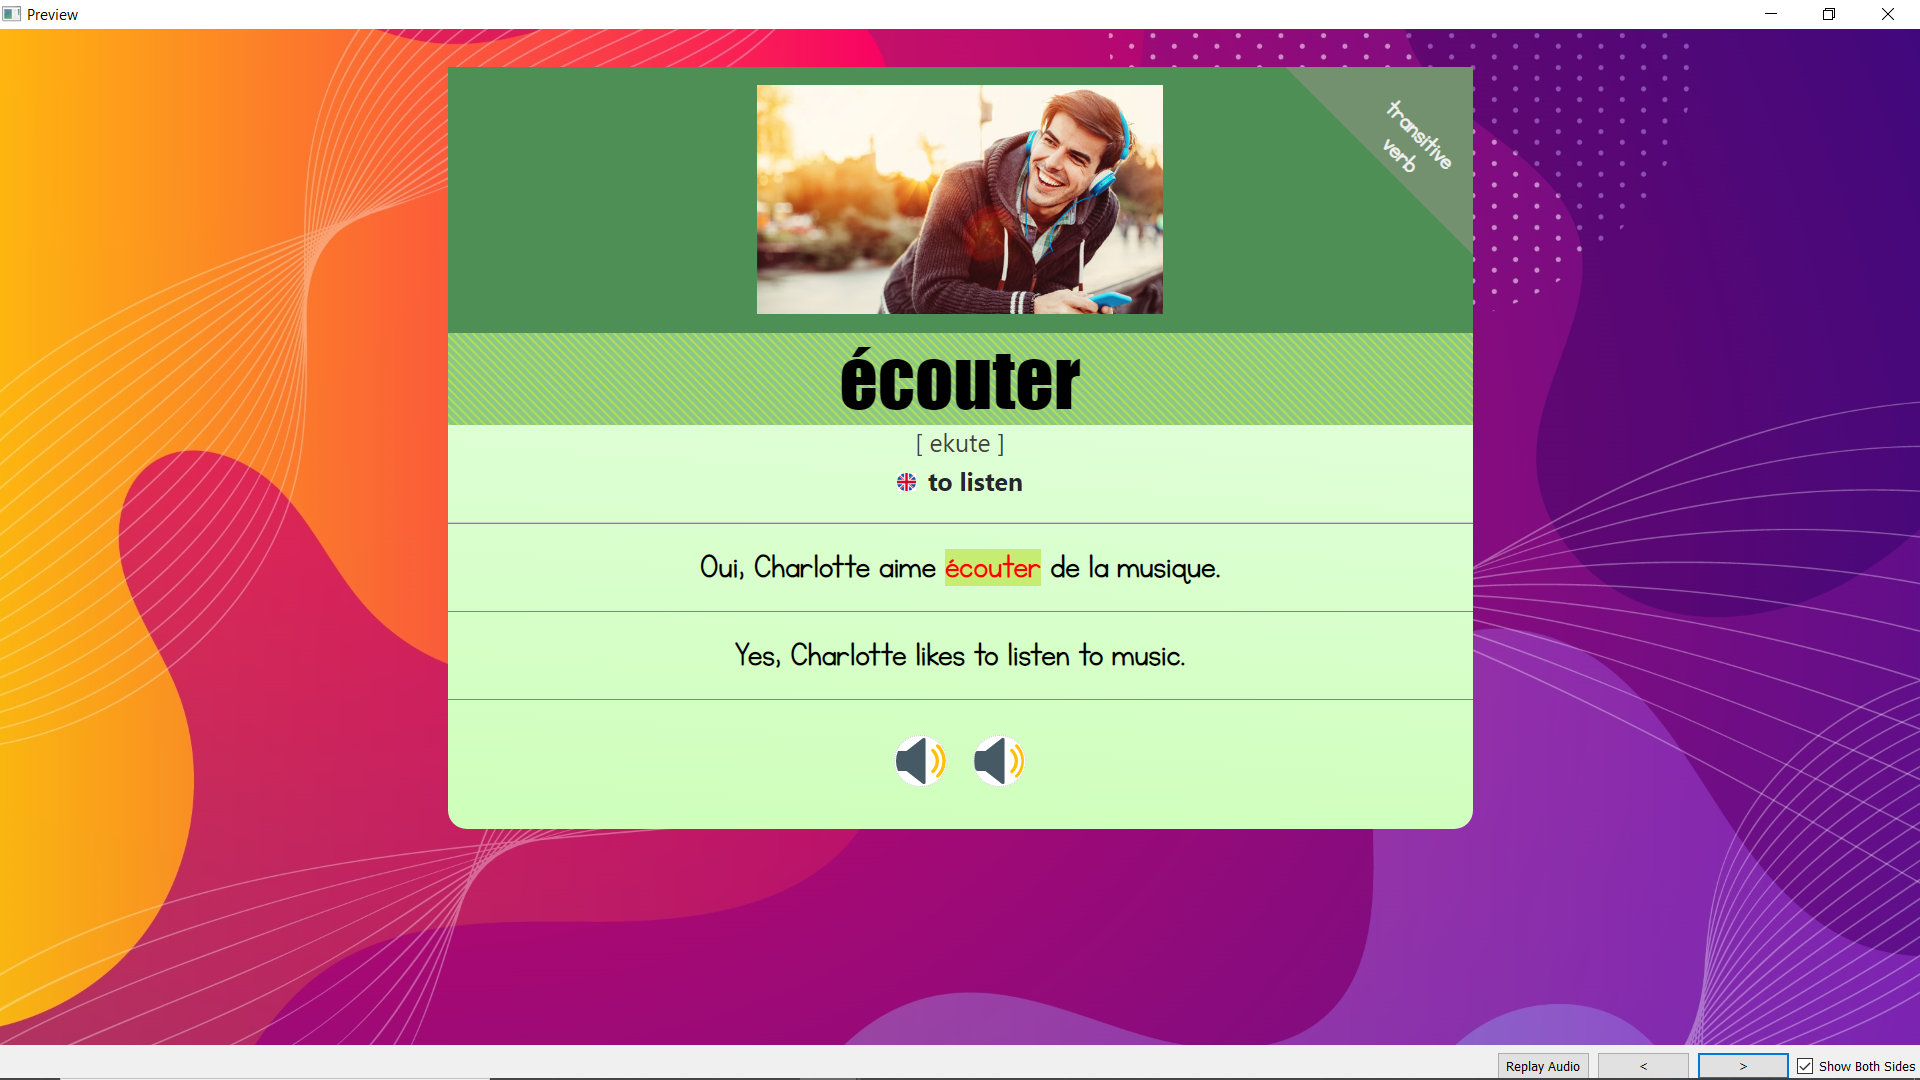 Preview
transitive
verb
écouter
[ ekute ]
to listen
Oui, Charlotte aime écouter de la musique.
Yes, Charlotte likes to listen to music.
Replay Audio
<
>
Show Both Sides